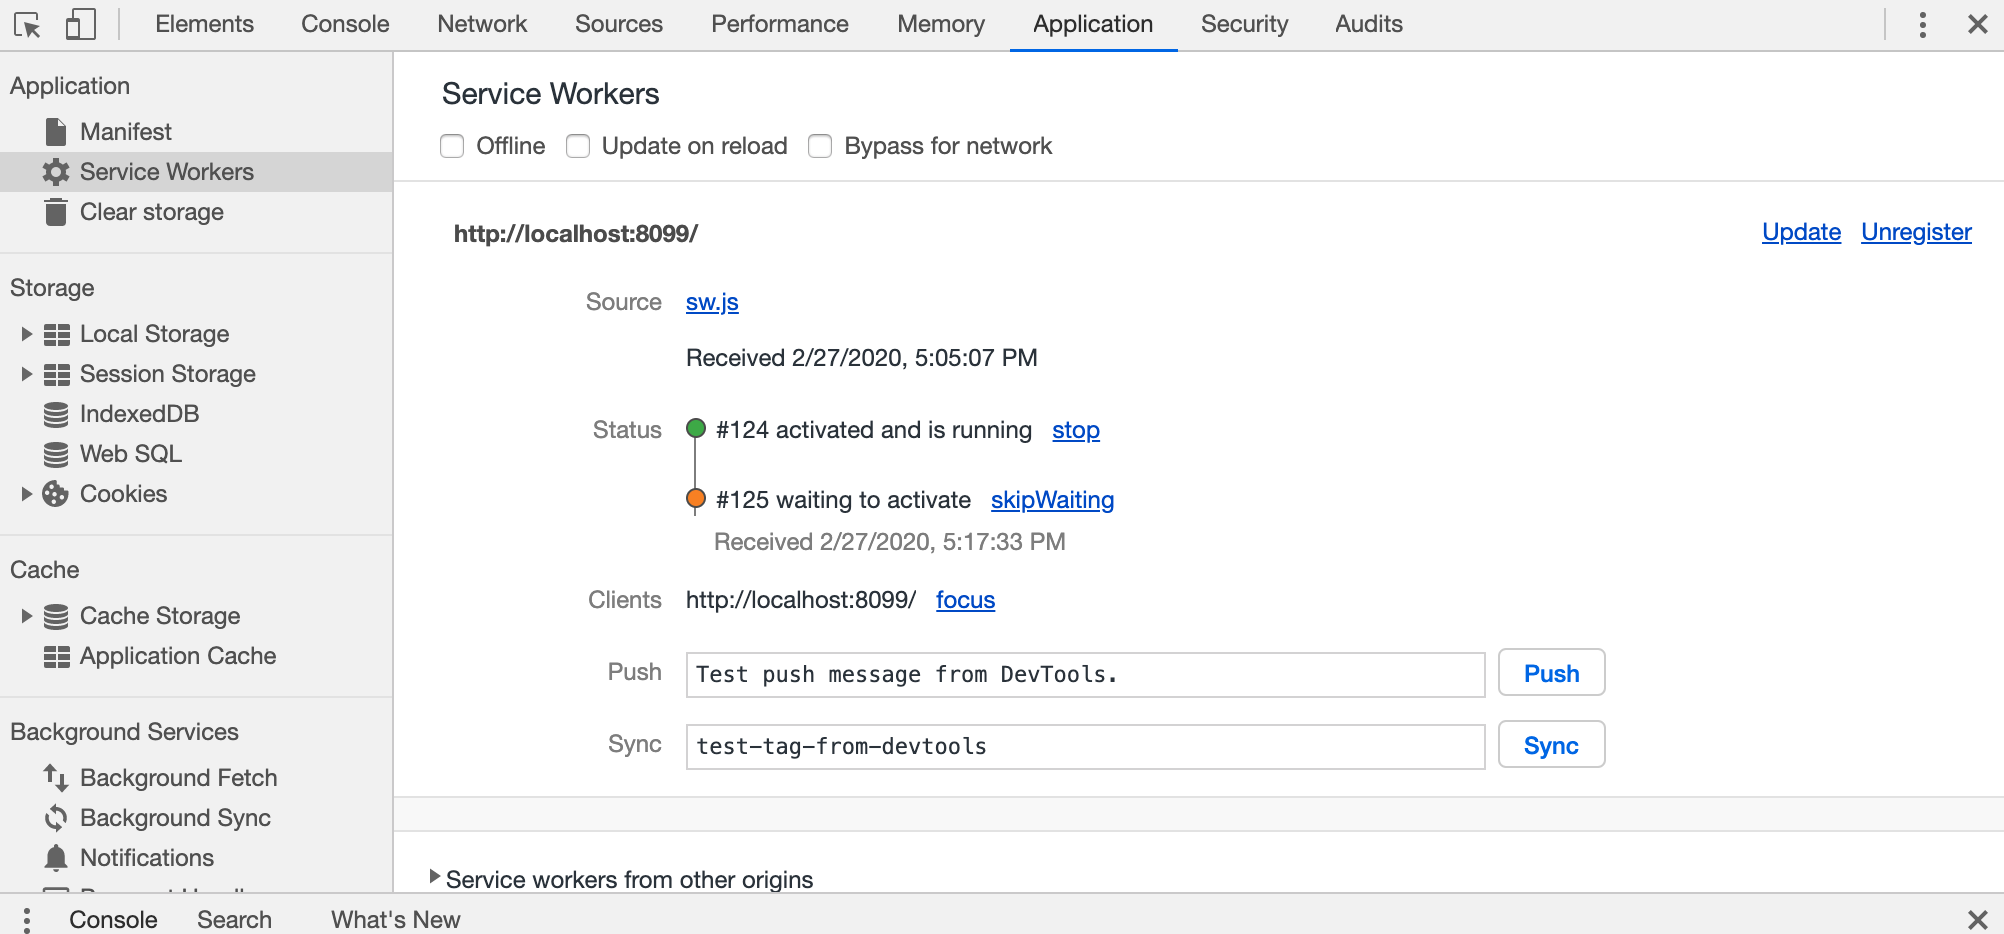 Elements Console Network Sources Performance Memory Application Security Audits
Application
Manifest
Service Workers
Clear storage
Storage
Local Storage
Session Storage
IndexedDB
Web SQL
Cookies
Cache
Cache Storage
Application Cache
Background Services
Background Fetch
Background Sync
Notifications
Service Workers
Offline Update on reload Bypass for network
http://localhost:8099/ Update Unregister
Source sw.js
Received 2/27/2020, 5:05:07 PM
Status #124 activated and is running stop
#125 waiting to activate skipWaiting
Received 2/27/2020, 5:17:33 PM
Clients http://localhost:8099/ focus
Push Test push message from DevTools. Push
Sync test-tag-from-devtools Sync
Service workers from other origins
Console Search What's New